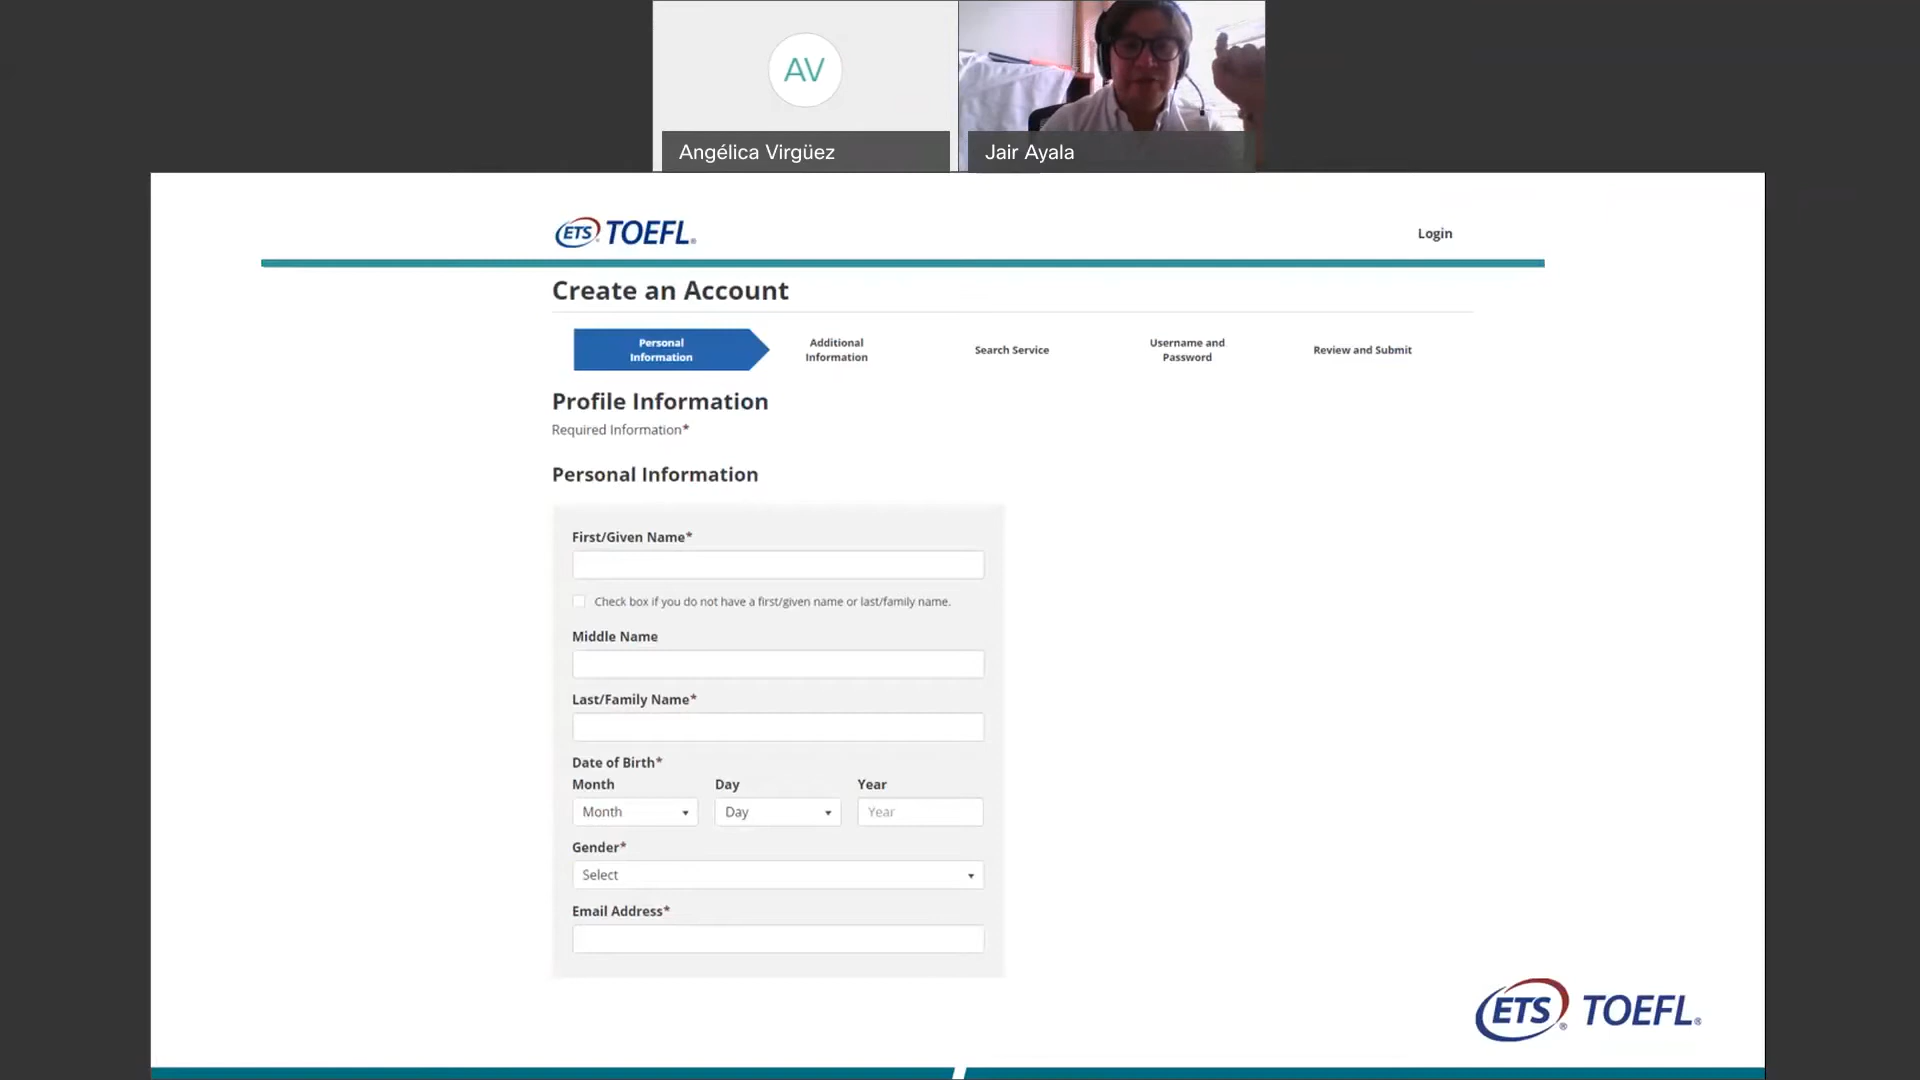 AV
Angélica Virgüez
Jair Ayala
ETS® TOEFL®
Login
Create an Account
Personal
Information
Additional
Information
Search Service
Username and
Password
Review and Submit
Profile Information
Required Information*
Personal Information
First/Given Name*
Check box if you do not have a first/given name or last/family name.
Middle Name
Last/Family Name*
Date of Birth*
Month Day Year
Month Day Year
Gender*
Select
Email Address*
ETS® TOEFL®